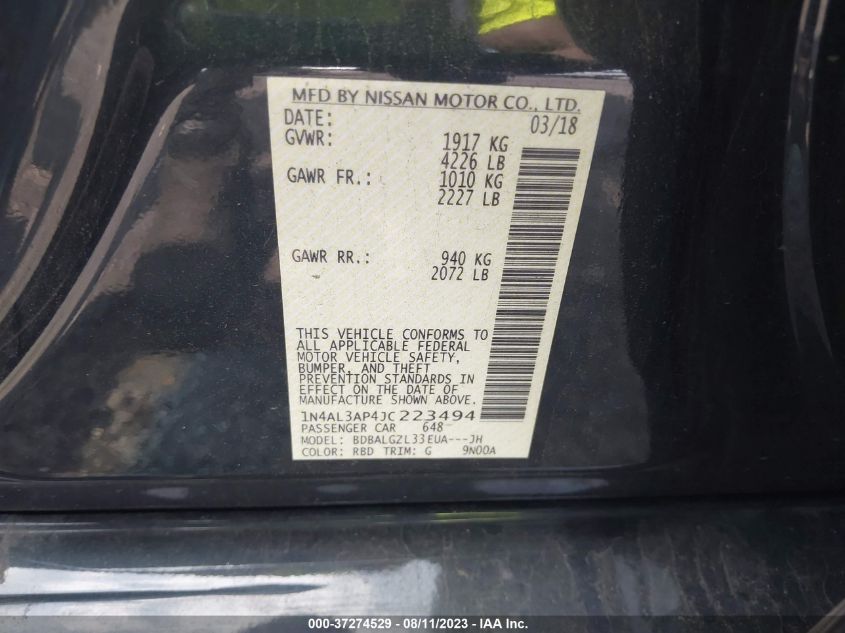 MFD BY NISSAN MOTOR CO., LTD.
DATE: 03/18
GVWR: 1917 KG
4226 LB
GAWR FR.: 1010 KG
2227 LB
GAWR RR.: 940 KG
2072 LB
THIS VEHICLE CONFORMS TO
ALL APPLICABLE FEDERAL
MOTOR VEHICLE SAFETY,
BUMPER, AND THEFT
PREVENTION STANDARDS IN
EFFECT ON THE DATE OF
MANUFACTURE SHOWN ABOVE.
1N4AL3AP4JC223494
PASSENGER CAR 648
MODEL: BDBALGZL33EUA---JH
COLOR: RBD TRIM: G 9N00A
000-37274529 - 08/11/2023 - IAA Inc.